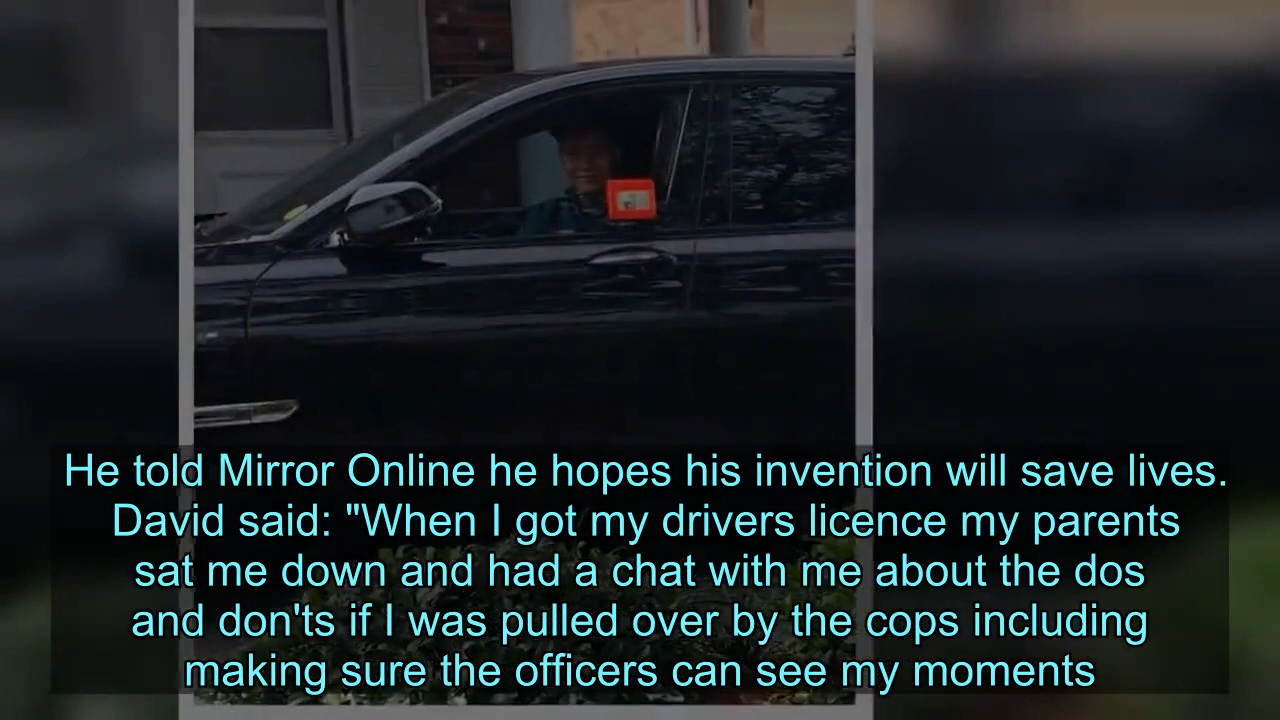 He told Mirror Online he hopes his invention will save lives.
David said: "When I got my drivers licence my parents
sat me down and had a chat with me about the dos
and don'ts if I was pulled over by the cops including
making sure the officers can see my moments